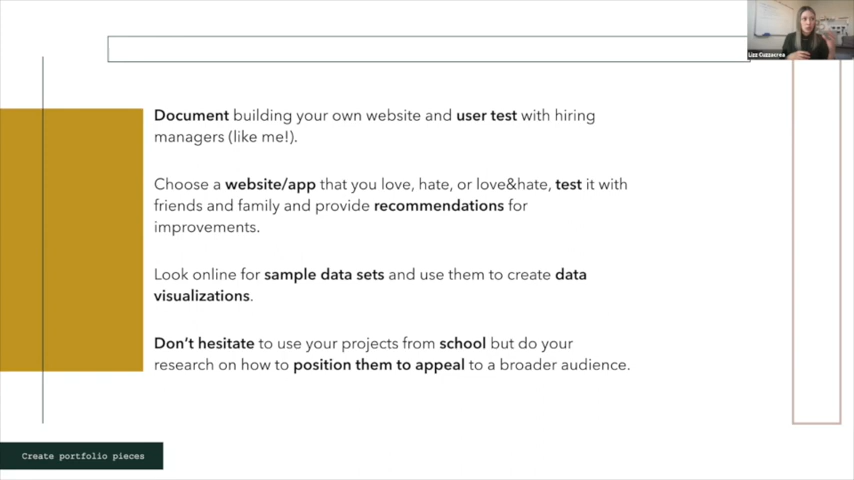 Lizz Cuzzacrea
Document building your own website and user test with hiring
managers (like me!).
Choose a website/app that you love, hate, or love&hate, test it with
friends and family and provide recommendations for
improvements.
Look online for sample data sets and use them to create data
visualizations.
Don't hesitate to use your projects from school but do your
research on how to position them to appeal to a broader audience.
Create portfolio pieces